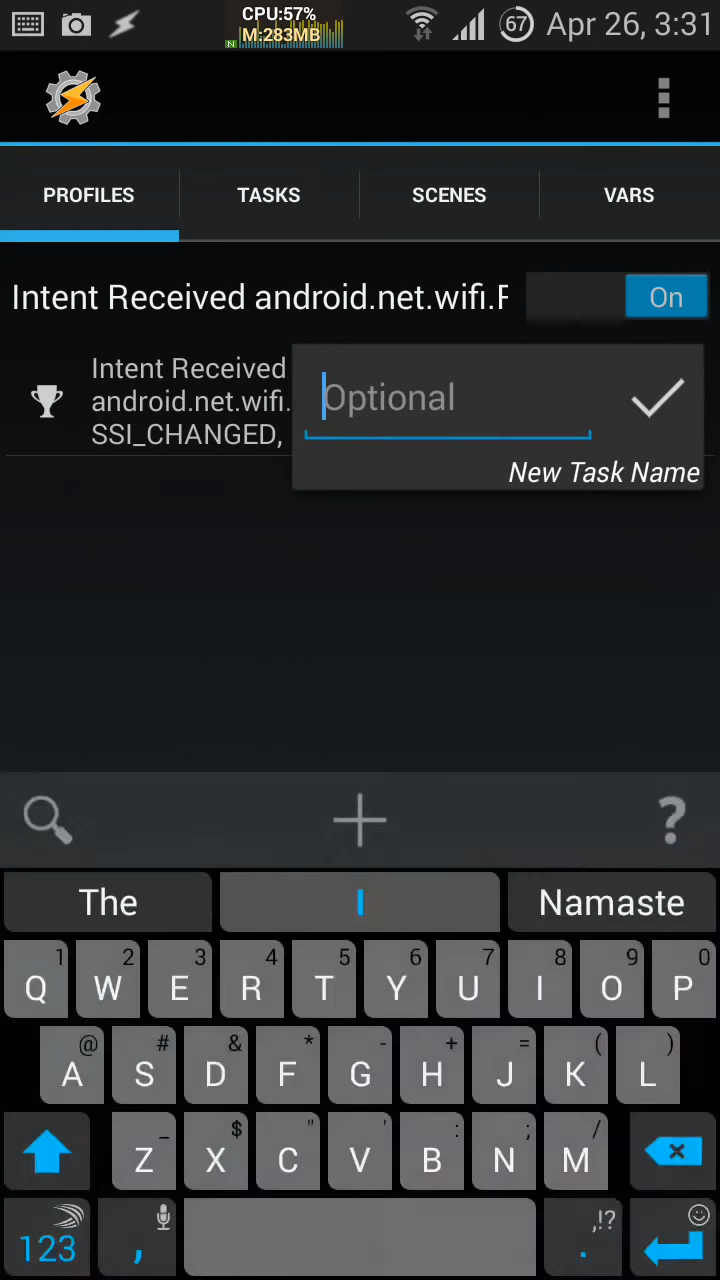 CPU:57%
M:283MB
N
67
Apr 26, 3:31
PROFILES
TASKS
SCENES
VARS
Intent Received android.net.wifi.F
On
Intent Received
android.net.wifi.
SSI_CHANGED,
Optional
New Task Name
?
The
I
Namaste
1 2 3 4 5 6 7 8 9 0
Q W E R T Y U I O P
@ # & * - + = ( )
A S D F G H J K L
_ $ " ' : ; /
Z X C V B N M
,!?
123 , .